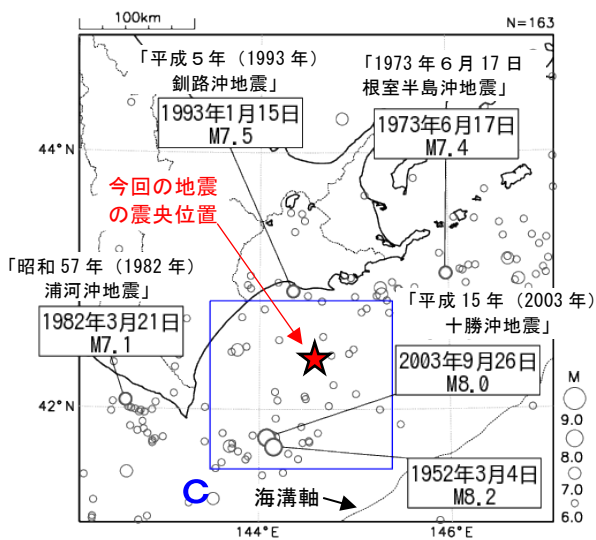 100km
N=163
「平成5年（1993年）
釧路沖地震」
1993年1月15日
M7.5
「1973年6月17日
根室半島沖地震」
1973年6月17日
M7.4
44°N
今回の地震
の震央位置
「昭和57年（1982年）
浦河沖地震」
1982年3月21日
M7.1
「平成15年（2003年）
十勝沖地震」
2003年9月26日
M8.0
1952年3月4日
M8.2
42°N
C
海溝軸
M
9.0
8.0
7.0
6.0
144°E
146°E